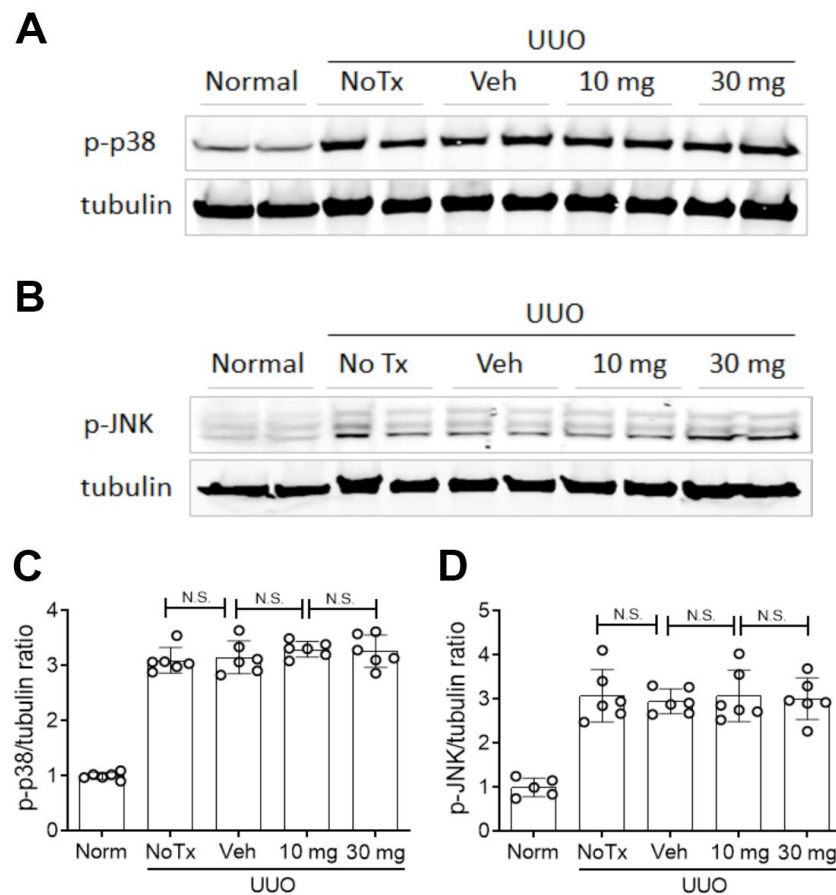 A
UUO
Normal NoTx Veh 10 mg 30 mg
p-p38
tubulin
B
UUO
Normal No Tx Veh 10 mg 30 mg
p-JNK
tubulin
C
N.S. N.S. N.S.
4
3
2
1
0
p-p38/tubulin ratio
Norm NoTx Veh 10 mg 30 mg
UUO
D
N.S. N.S. N.S.
5
4
3
2
1
0
p-JNK/tubulin ratio
Norm NoTx Veh 10 mg 30 mg
UUO